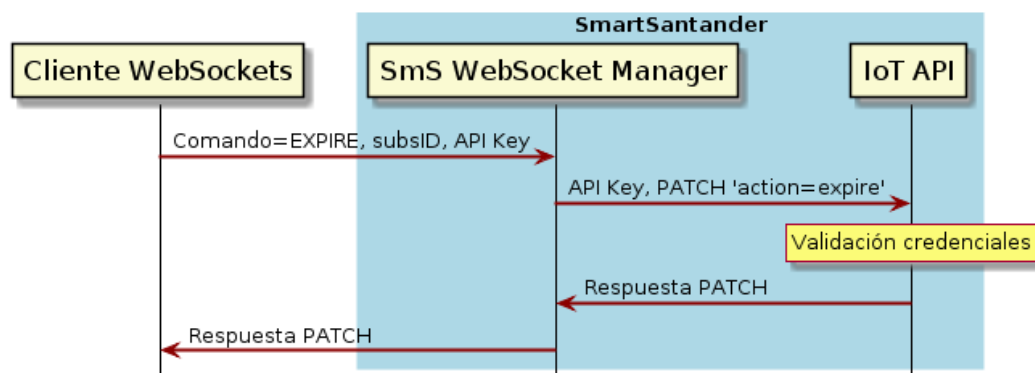 SmartSantander
Cliente WebSockets
SmS WebSocket Manager
IoT API
Comando=EXPIRE, subsID, API Key
API Key, PATCH 'action=expire'
Validación credenciales
Respuesta PATCH
Respuesta PATCH